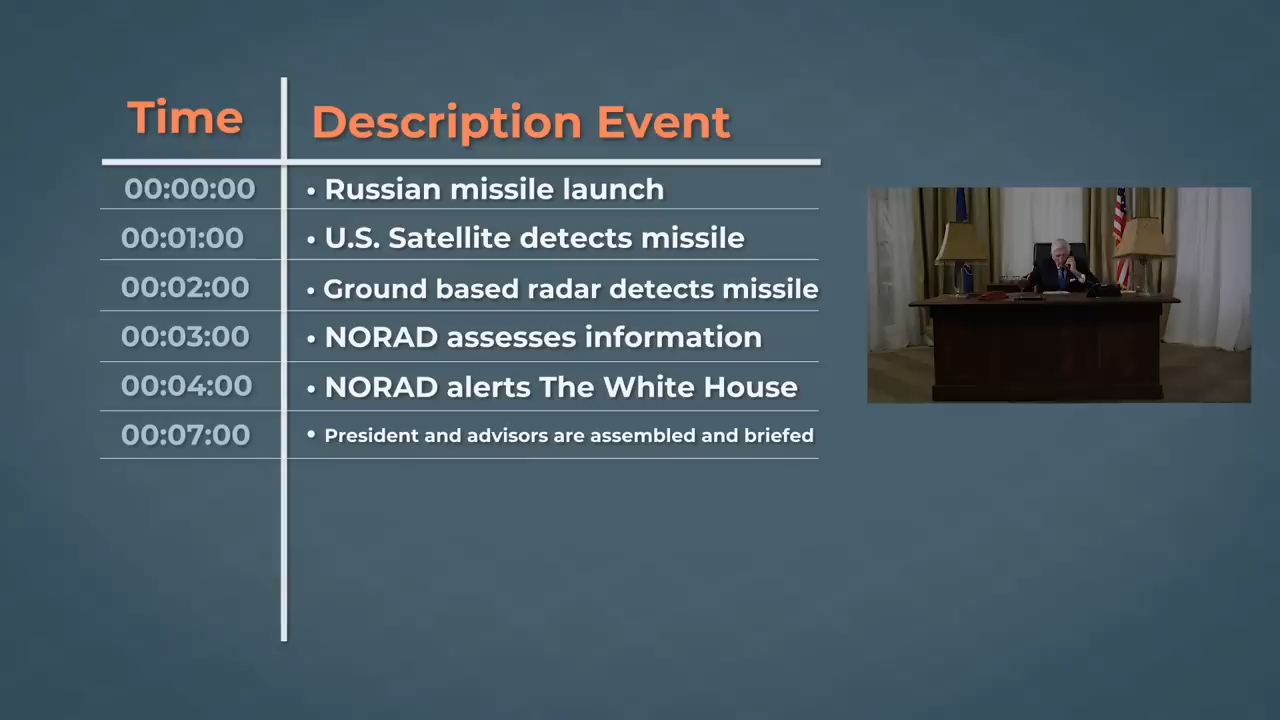 Time Description Event
00:00:00 • Russian missile launch
00:01:00 • U.S. Satellite detects missile
00:02:00 • Ground based radar detects missile
00:03:00 • NORAD assesses information
00:04:00 • NORAD alerts The White House
00:07:00 • President and advisors are assembled and briefed